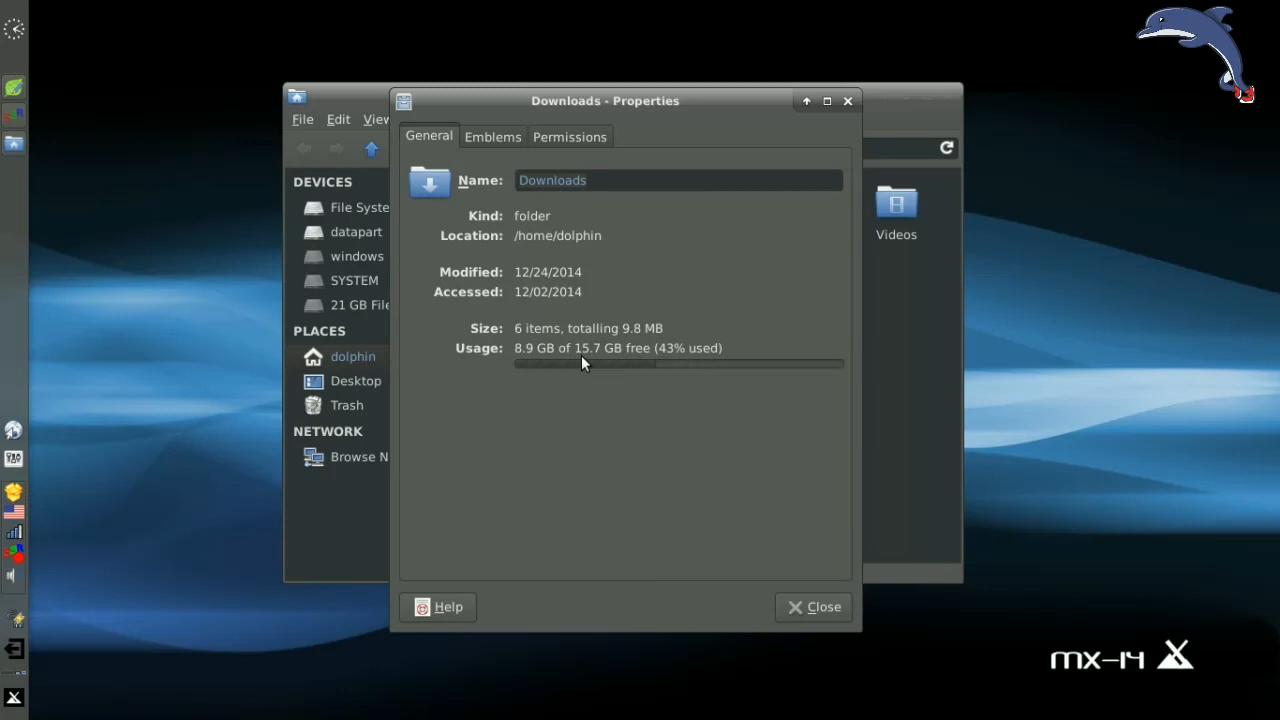 Downloads - Properties
File Edit View
General Emblems Permissions
Name: Downloads
Kind: folder
Location: /home/dolphin
Modified: 12/24/2014
Accessed: 12/02/2014
Size: 6 items, totalling 9.8 MB
Usage: 8.9 GB of 15.7 GB free (43% used)
Help
Close
DEVICES
File Syste
datapart
windows
SYSTEM
21 GB File
PLACES
dolphin
Desktop
Trash
NETWORK
Browse N
Videos
mx-14